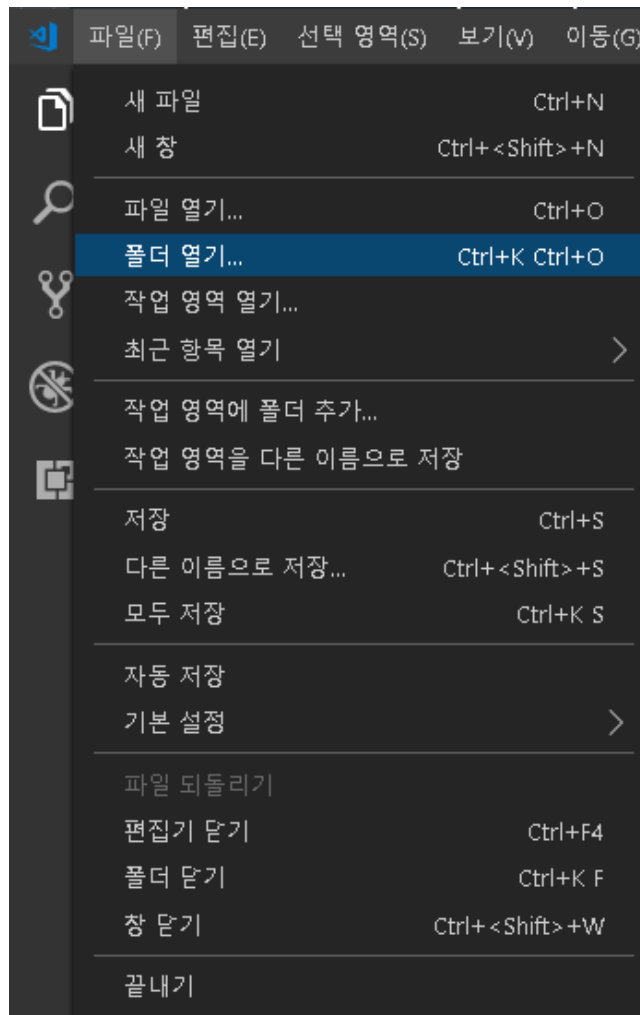 파일(F) 편집(E) 선택 영역(S) 보기(V) 이동(G)
새 파일 Ctrl+N
새 창 Ctrl+<Shift>+N
파일 열기... Ctrl+O
폴더 열기... Ctrl+K Ctrl+O
작업 영역 열기...
최근 항목 열기
작업 영역에 폴더 추가...
작업 영역을 다른 이름으로 저장
저장 Ctrl+S
다른 이름으로 저장... Ctrl+<Shift>+S
모두 저장 Ctrl+K S
자동 저장
기본 설정
파일 되돌리기
편집기 닫기 Ctrl+F4
폴더 닫기 Ctrl+K F
창 닫기 Ctrl+<Shift>+W
끝내기